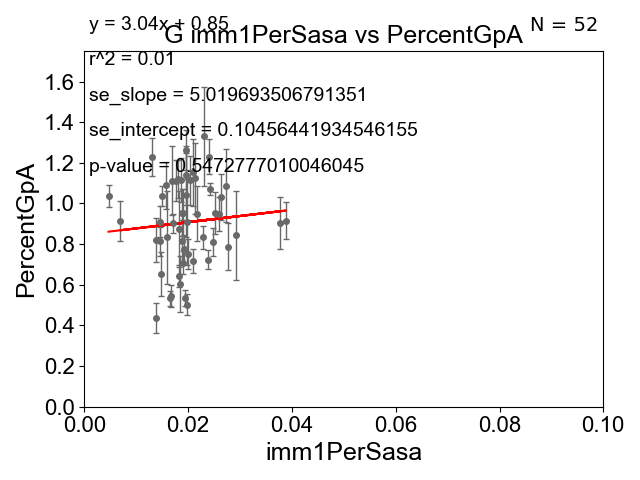 y = 3.04x + 0.85
N = 52
G imm1PerSasa vs PercentGpA
r^2 = 0.01
se_slope = 5.019693506791351
se_intercept = 0.10456441934546155
p-value = 0.5472777010046045
PercentGpA
1.6
1.4
1.2
1.0
0.8
0.6
0.4
0.2
0.0
0.00 0.02 0.04 0.06 0.08 0.10
imm1PerSasa